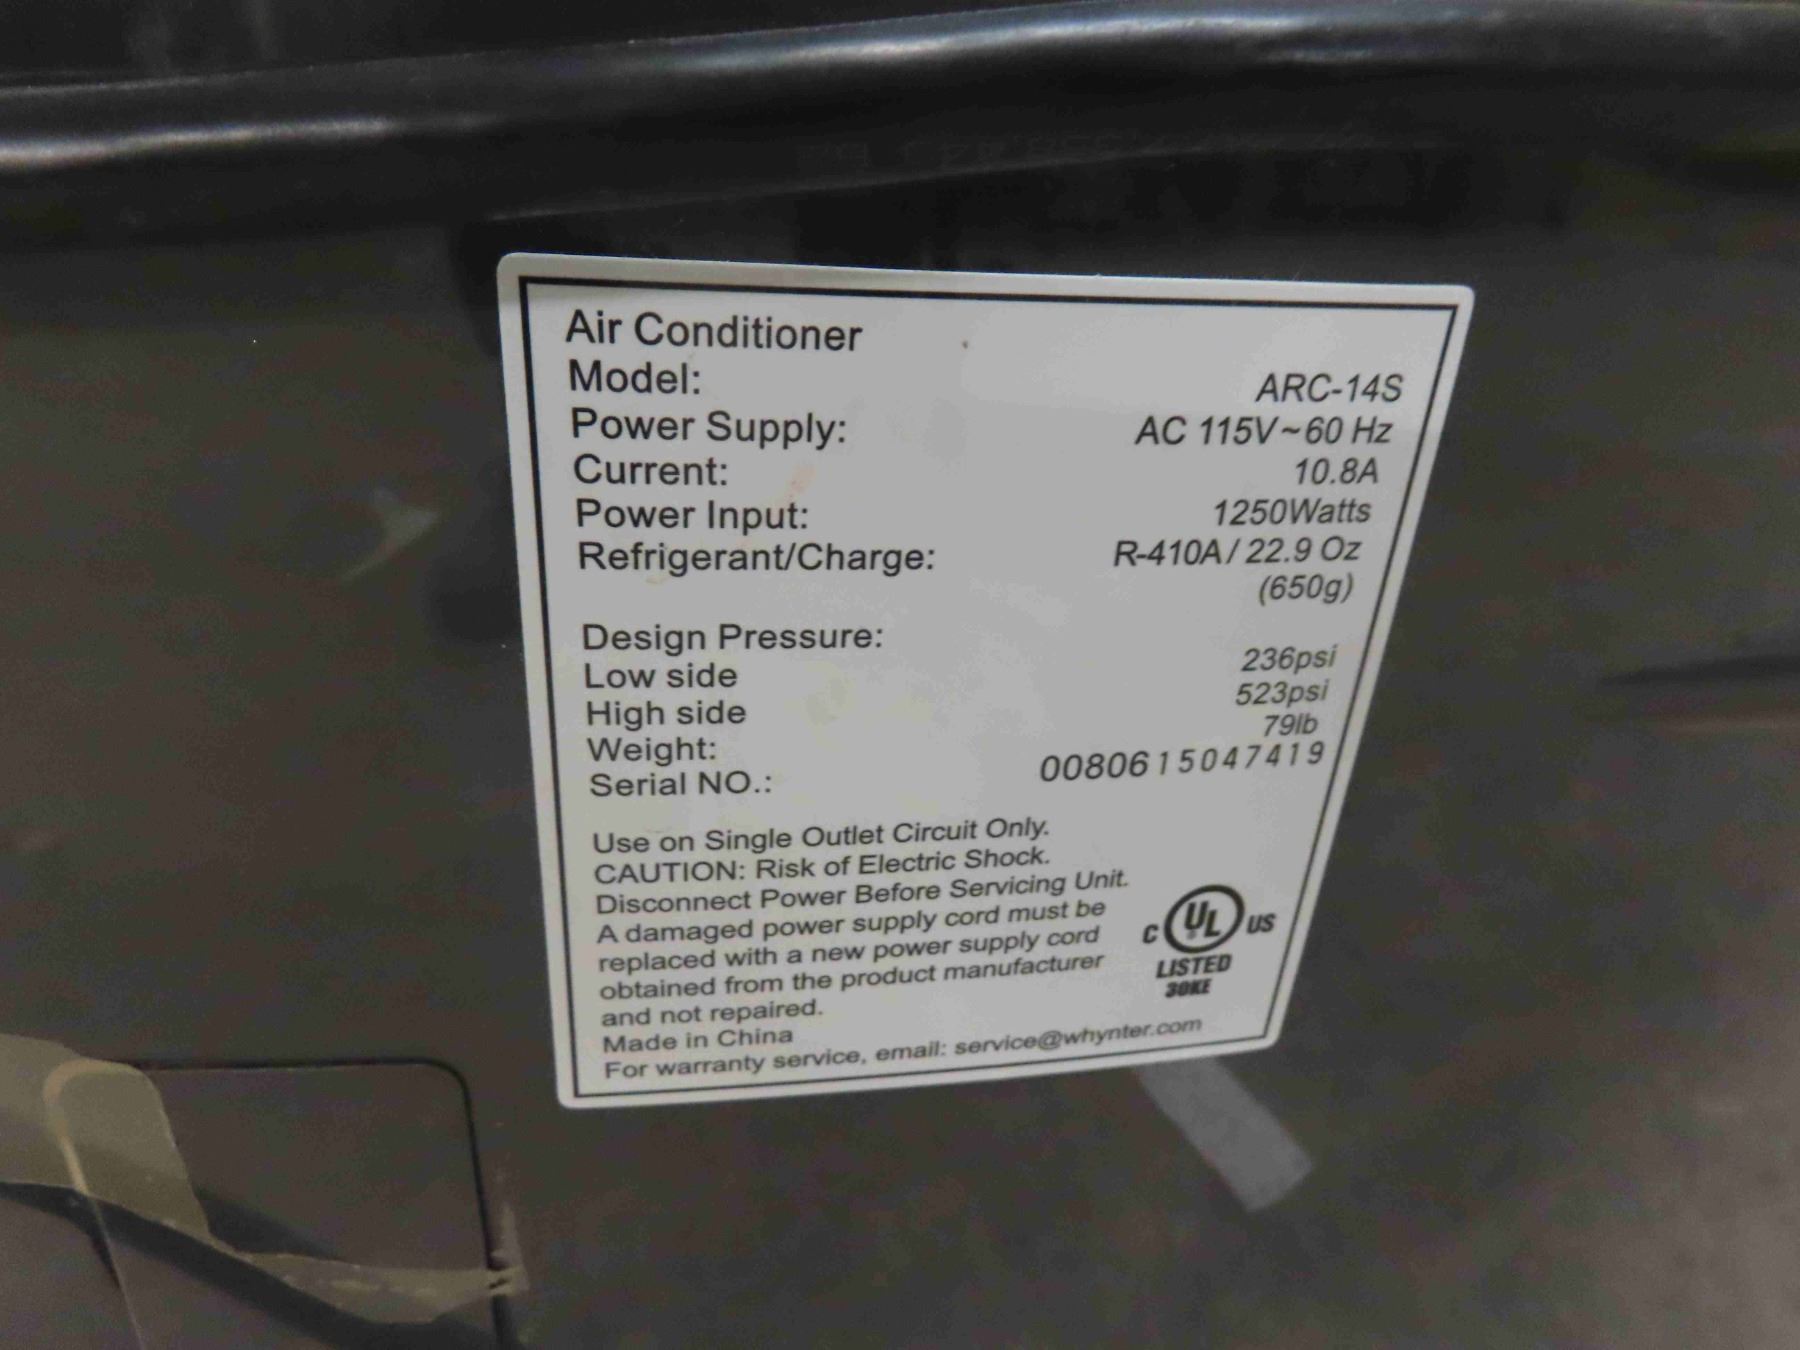 Air Conditioner
Model: ARC-14S
Power Supply: AC 115V~60 Hz
Current: 10.8A
Power Input: 1250Watts
Refrigerant/Charge: R-410A/ 22.9 Oz
(650g)
Design Pressure:
Low side 236psi
High side 523psi
Weight: 79lb
Serial NO.: 0080615047419
Use on Single Outlet Circuit Only.
CAUTION: Risk of Electric Shock.
Disconnect Power Before Servicing Unit.
A damaged power supply cord must be
replaced with a new power supply cord
obtained from the product manufacturer
and not repaired.
Made in China
For warranty service, email: service@whynter.com
C UL US
LISTED
30KE